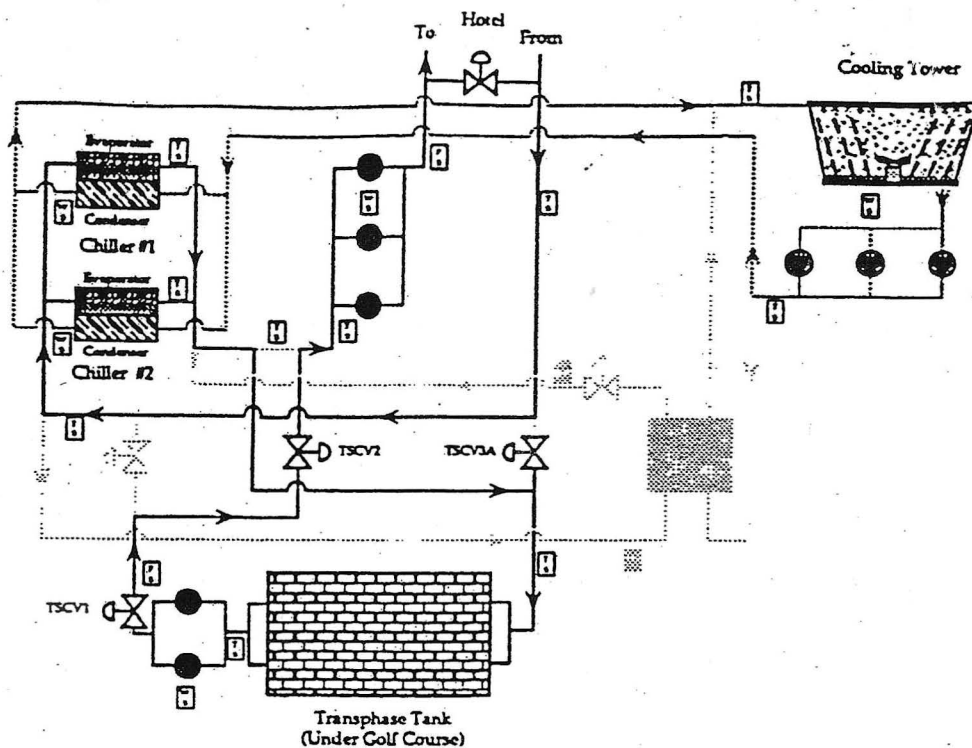 Hotel
To
From
Cooling Tower
Evaporator
Condenser
Chiller #1
Evaporator
Condenser
Chiller #2
TSCV2
TSCV3A
TSCV1
Transphase Tank
(Under Golf Course)